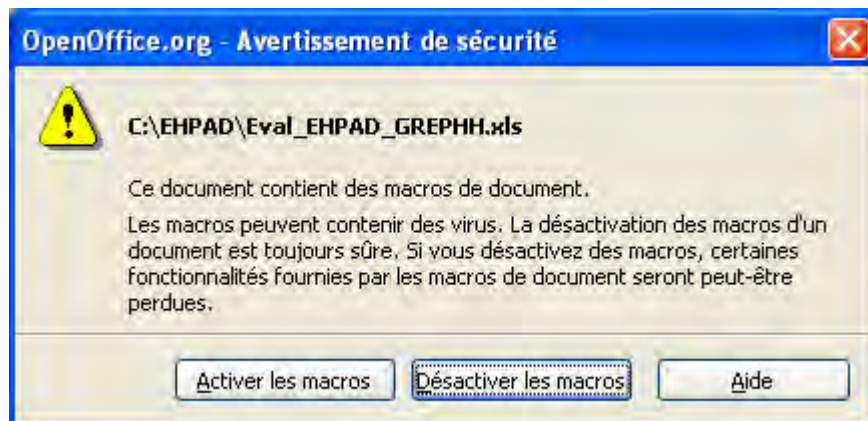 OpenOffice.org - Avertissement de sécurité
C:\EHPAD\Eval_EHPAD_GREPHH.xls
Ce document contient des macros de document.
Les macros peuvent contenir des virus. La désactivation des macros d'un
document est toujours sûre. Si vous désactivez des macros, certaines
fonctionnalités fournies par les macros de document seront peut-être
perdues.
Activer les macros Désactiver les macros Aide